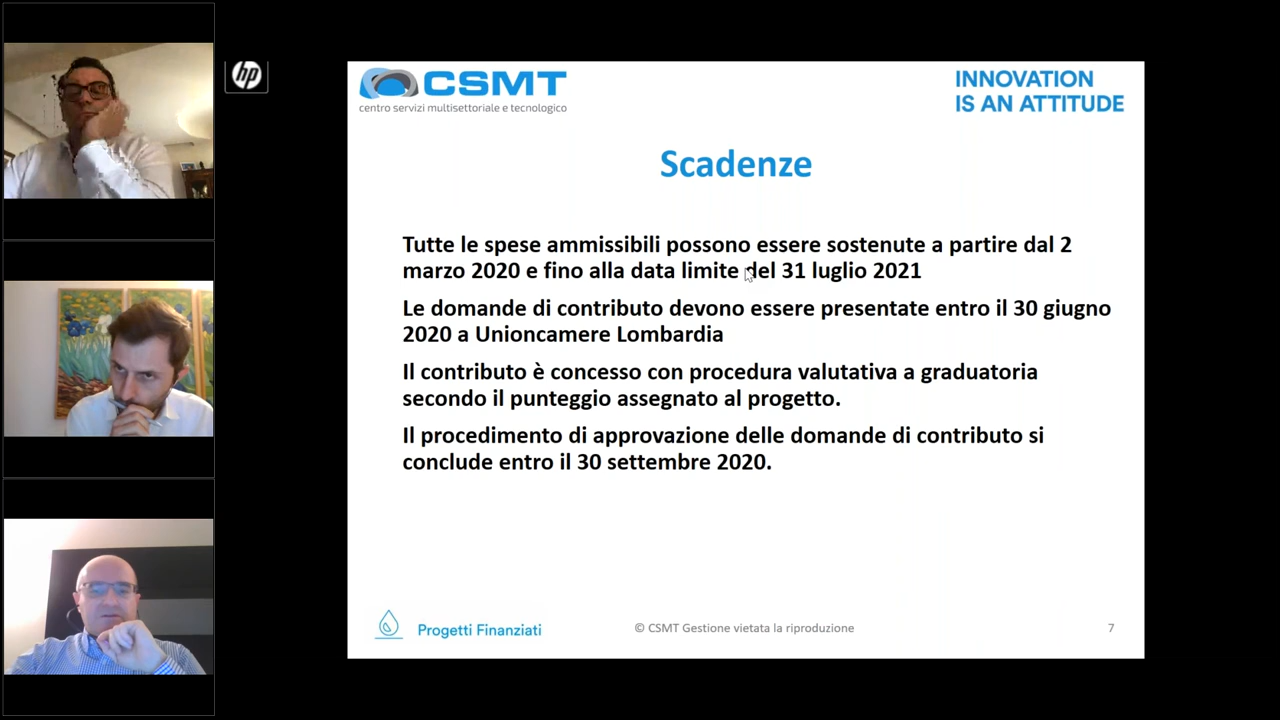 hp
CSMT
centro servizi multisettoriale e tecnologico
INNOVATION
IS AN ATTITUDE
Scadenze
Tutte le spese ammissibili possono essere sostenute a partire dal 2
marzo 2020 e fino alla data limite del 31 luglio 2021
Le domande di contributo devono essere presentate entro il 30 giugno
2020 a Unioncamere Lombardia
Il contributo è concesso con procedura valutativa a graduatoria
secondo il punteggio assegnato al progetto.
Il procedimento di approvazione delle domande di contributo si
conclude entro il 30 settembre 2020.
Progetti Finanziati
© CSMT Gestione vietata la riproduzione
7